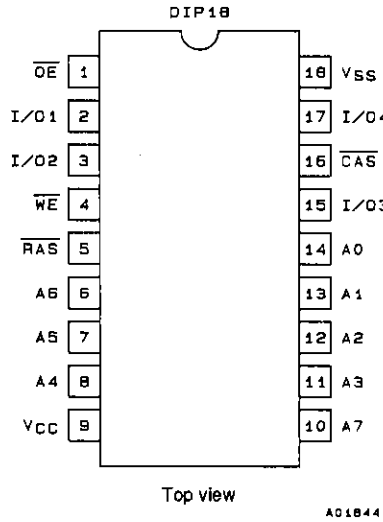 DIP18
OE 1 18 VSS
I/O1 2 17 I/O4
I/O2 3 16 CAS
WE 4 15 I/O3
RAS 5 14 A0
A6 6 13 A1
A5 7 12 A2
A4 8 11 A3
VCC 9 10 A7
Top view
A01844